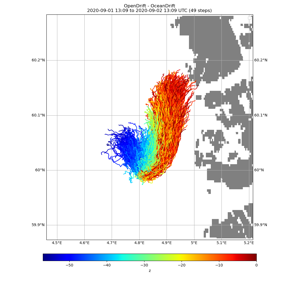 OpenDrift - OceanDrift
2020-09-01 13:09 to 2020-09-02 13:09 UTC (49 steps)
60.2°N
60.2°N
60.1°N
60.1°N
60°N
60°N
59.9°N
59.9°N
4.5°E
4.6°E
4.7°E
4.8°E
4.9°E
5°E
5.1°E
5.2°E
−50
−40
−30
−20
−10
0
z